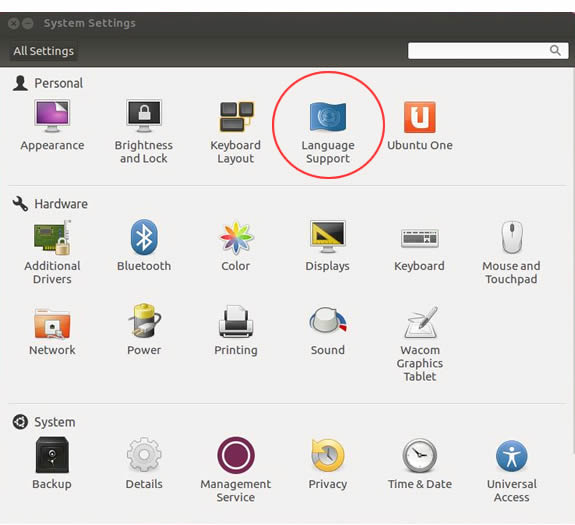 System Settings
All Settings
Personal
Appearance
Brightness
and Lock
Keyboard
Layout
Language
Support
Ubuntu One
Hardware
Additional
Drivers
Bluetooth
Color
Displays
Keyboard
Mouse and
Touchpad
Network
Power
Printing
Sound
Wacom
Graphics
Tablet
System
Backup
Details
Management
Service
Privacy
Time & Date
Universal
Access